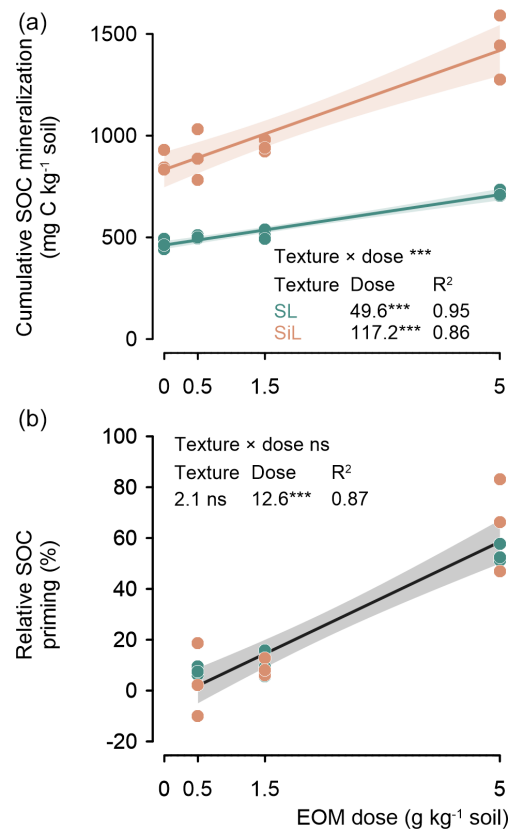 (a)
Cumulative SOC mineralization
(mg C kg⁻¹ soil)
1500
1000
500
0
Texture × dose ***
Texture Dose R²
SL 49.6*** 0.95
SiL 117.2*** 0.86
0 0.5 1.5 5
(b)
Relative SOC
priming (%)
100
80
60
40
20
0
-20
Texture × dose ns
Texture Dose R²
2.1 ns 12.6*** 0.87
0 0.5 1.5 5
EOM dose (g kg⁻¹ soil)